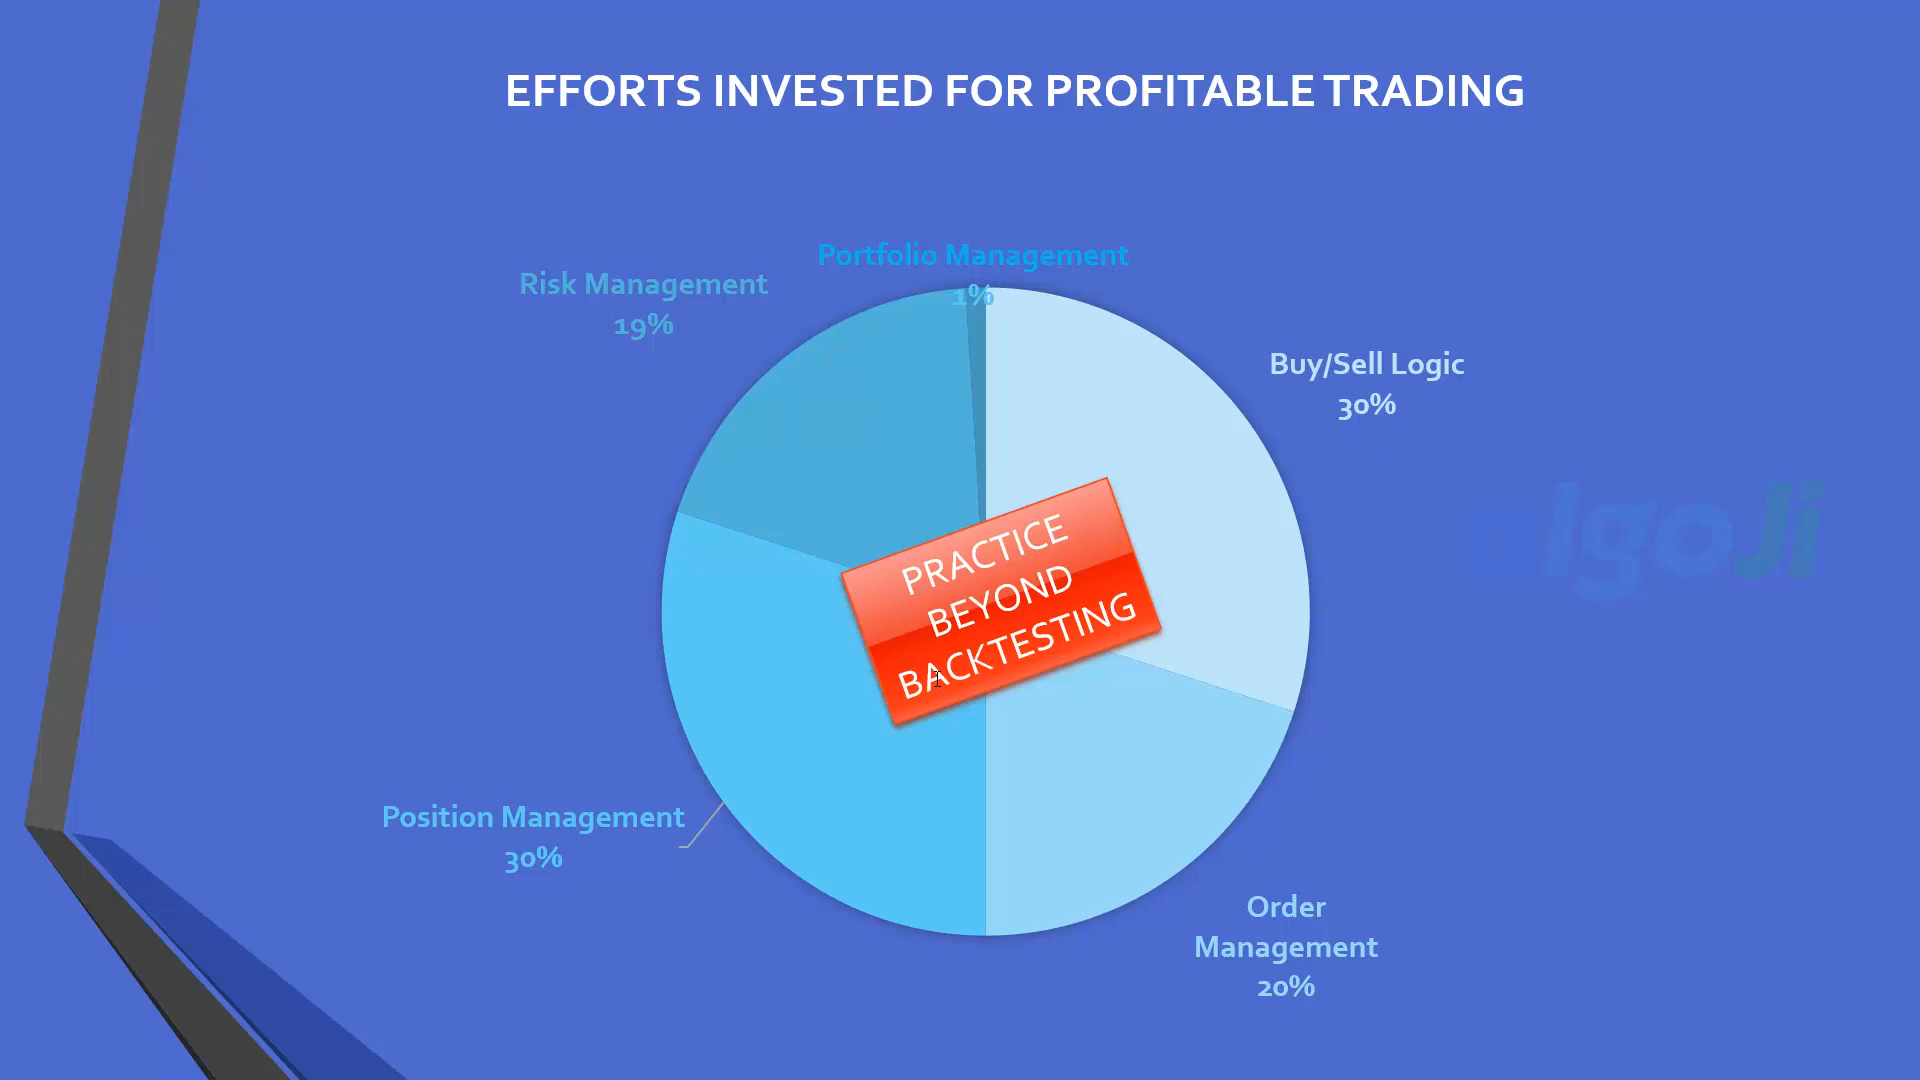 EFFORTS INVESTED FOR PROFITABLE TRADING
Portfolio Management
1%
Risk Management
19%
Buy/Sell Logic
30%
lgoJi
PRACTICE
BEYOND
BACKTESTING
Position Management
30%
Order
Management
20%